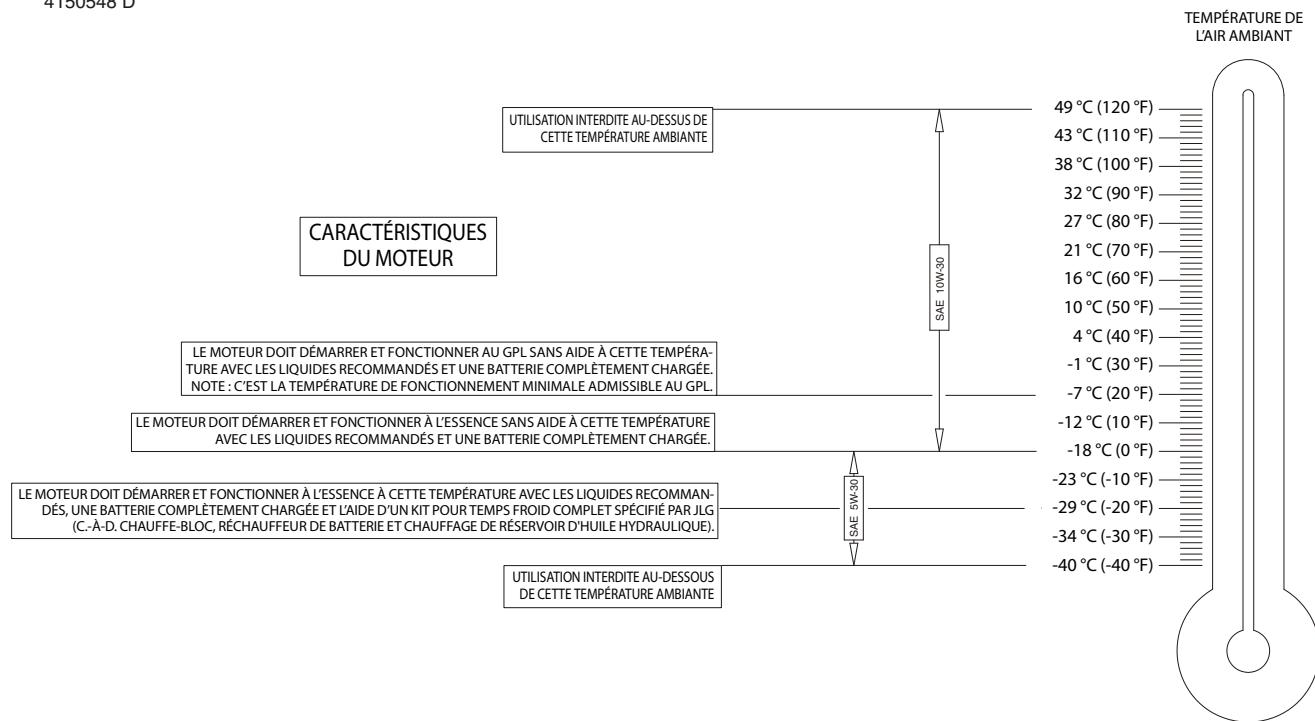 4150548 D
TEMPÉRATURE DE
L'AIR AMBIANT
UTILISATION INTERDITE AU-DESSUS DE
CETTE TEMPÉRATURE AMBIANTE
CARACTÉRISTIQUES
DU MOTEUR
LE MOTEUR DOIT DÉMARRER ET FONCTIONNER AU GPL SANS AIDE À CETTE TEMPÉRA-
TURE AVEC LES LIQUIDES RECOMMANDÉS ET UNE BATTERIE COMPLÈTEMENT CHARGÉE.
NOTE : C'EST LA TEMPÉRATURE DE FONCTIONNEMENT MINIMALE ADMISSIBLE AU GPL.
LE MOTEUR DOIT DÉMARRER ET FONCTIONNER À L'ESSENCE SANS AIDE À CETTE TEMPÉRATURE
AVEC LES LIQUIDES RECOMMANDÉS ET UNE BATTERIE COMPLÈTEMENT CHARGÉE.
LE MOTEUR DOIT DÉMARRER ET FONCTIONNER À L'ESSENCE À CETTE TEMPÉRATURE AVEC LES LIQUIDES RECOMMAN-
DÉS, UNE BATTERIE COMPLÈTEMENT CHARGÉE ET L'AIDE D'UN KIT POUR TEMPS FROID COMPLET SPÉCIFIÉ PAR JLG
(C.-À-D. CHAUFFE-BLOC, RÉCHAUFFEUR DE BATTERIE ET CHAUFFAGE DE RÉSERVOIR D'HUILE HYDRAULIQUE).
UTILISATION INTERDITE AU-DESSOUS
DE CETTE TEMPÉRATURE AMBIANTE
SAE 10W-30
SAE 5W-30
49 °C (120 °F)
43 °C (110 °F)
38 °C (100 °F)
32 °C (90 °F)
27 °C (80 °F)
21 °C (70 °F)
16 °C (60 °F)
10 °C (50 °F)
4 °C (40 °F)
-1 °C (30 °F)
-7 °C (20 °F)
-12 °C (10 °F)
-18 °C (0 °F)
-23 °C (-10 °F)
-29 °C (-20 °F)
-34 °C (-30 °F)
-40 °C (-40 °F)